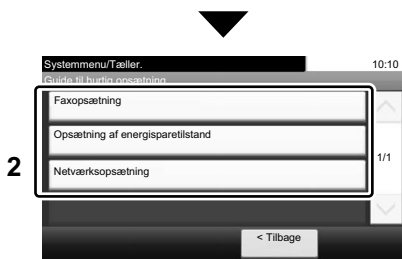 Systemmenu/Tæller.
10:10
Guide til hurtig opsætning
Faxopsætning
Opsætning af energisparetilstand
1/1
2
Netværksopsætning
< Tilbage